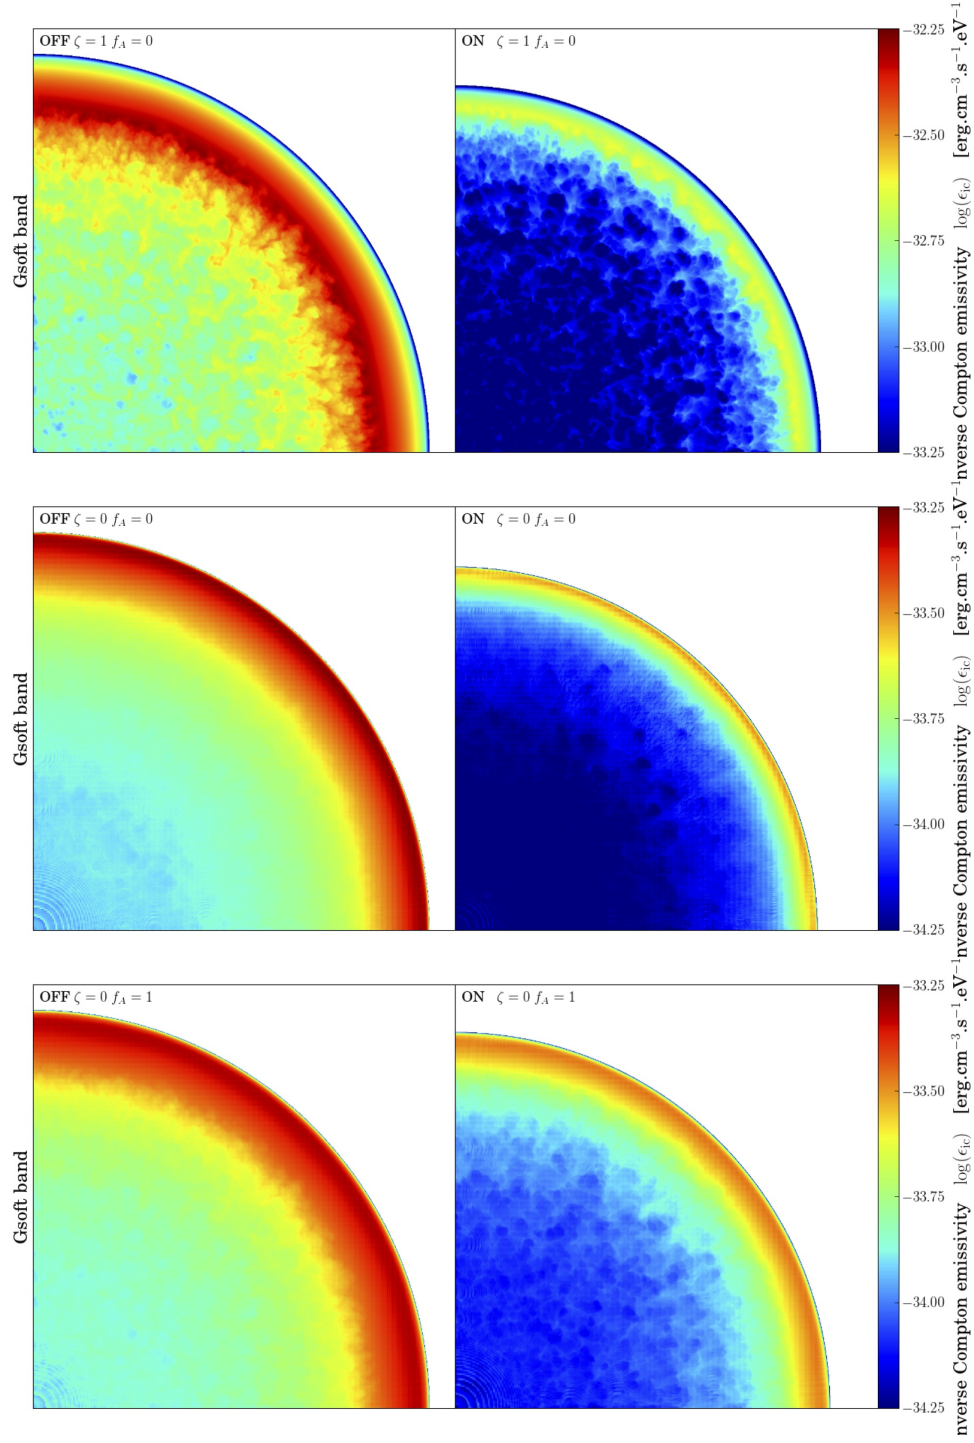 OFF ζ = 1 f_A = 0
ON ζ = 1 f_A = 0
Gsoft band
−32.25
−32.50
−32.75
−33.00
−33.25
nverse Compton emissivity log(ϵ_ic) [erg.cm⁻³.s⁻¹.eV⁻¹
OFF ζ = 0 f_A = 0
ON ζ = 0 f_A = 0
Gsoft band
−33.25
−33.50
−33.75
−34.00
−34.25
nverse Compton emissivity log(ϵ_ic) [erg.cm⁻³.s⁻¹.eV⁻¹
OFF ζ = 0 f_A = 1
ON ζ = 0 f_A = 1
Gsoft band
−33.25
−33.50
−33.75
−34.00
−34.25
nverse Compton emissivity log(ϵ_ic) [erg.cm⁻³.s⁻¹.eV⁻¹